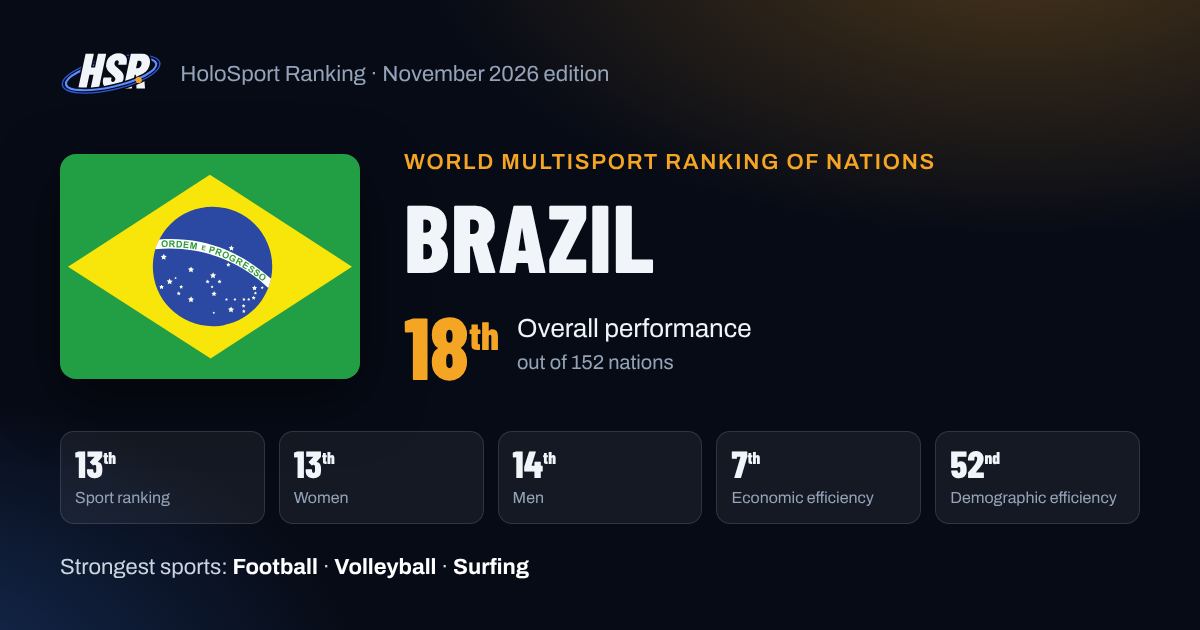 HSR
HoloSport Ranking · November 2026 edition
WORLD MULTISPORT RANKING OF NATIONS
BRAZIL
ORDEM E PROGRESSO
18th
Overall performance
out of 152 nations
13th
Sport ranking
13th
Women
14th
Men
7th
Economic efficiency
52nd
Demographic efficiency
Strongest sports: Football · Volleyball · Surfing